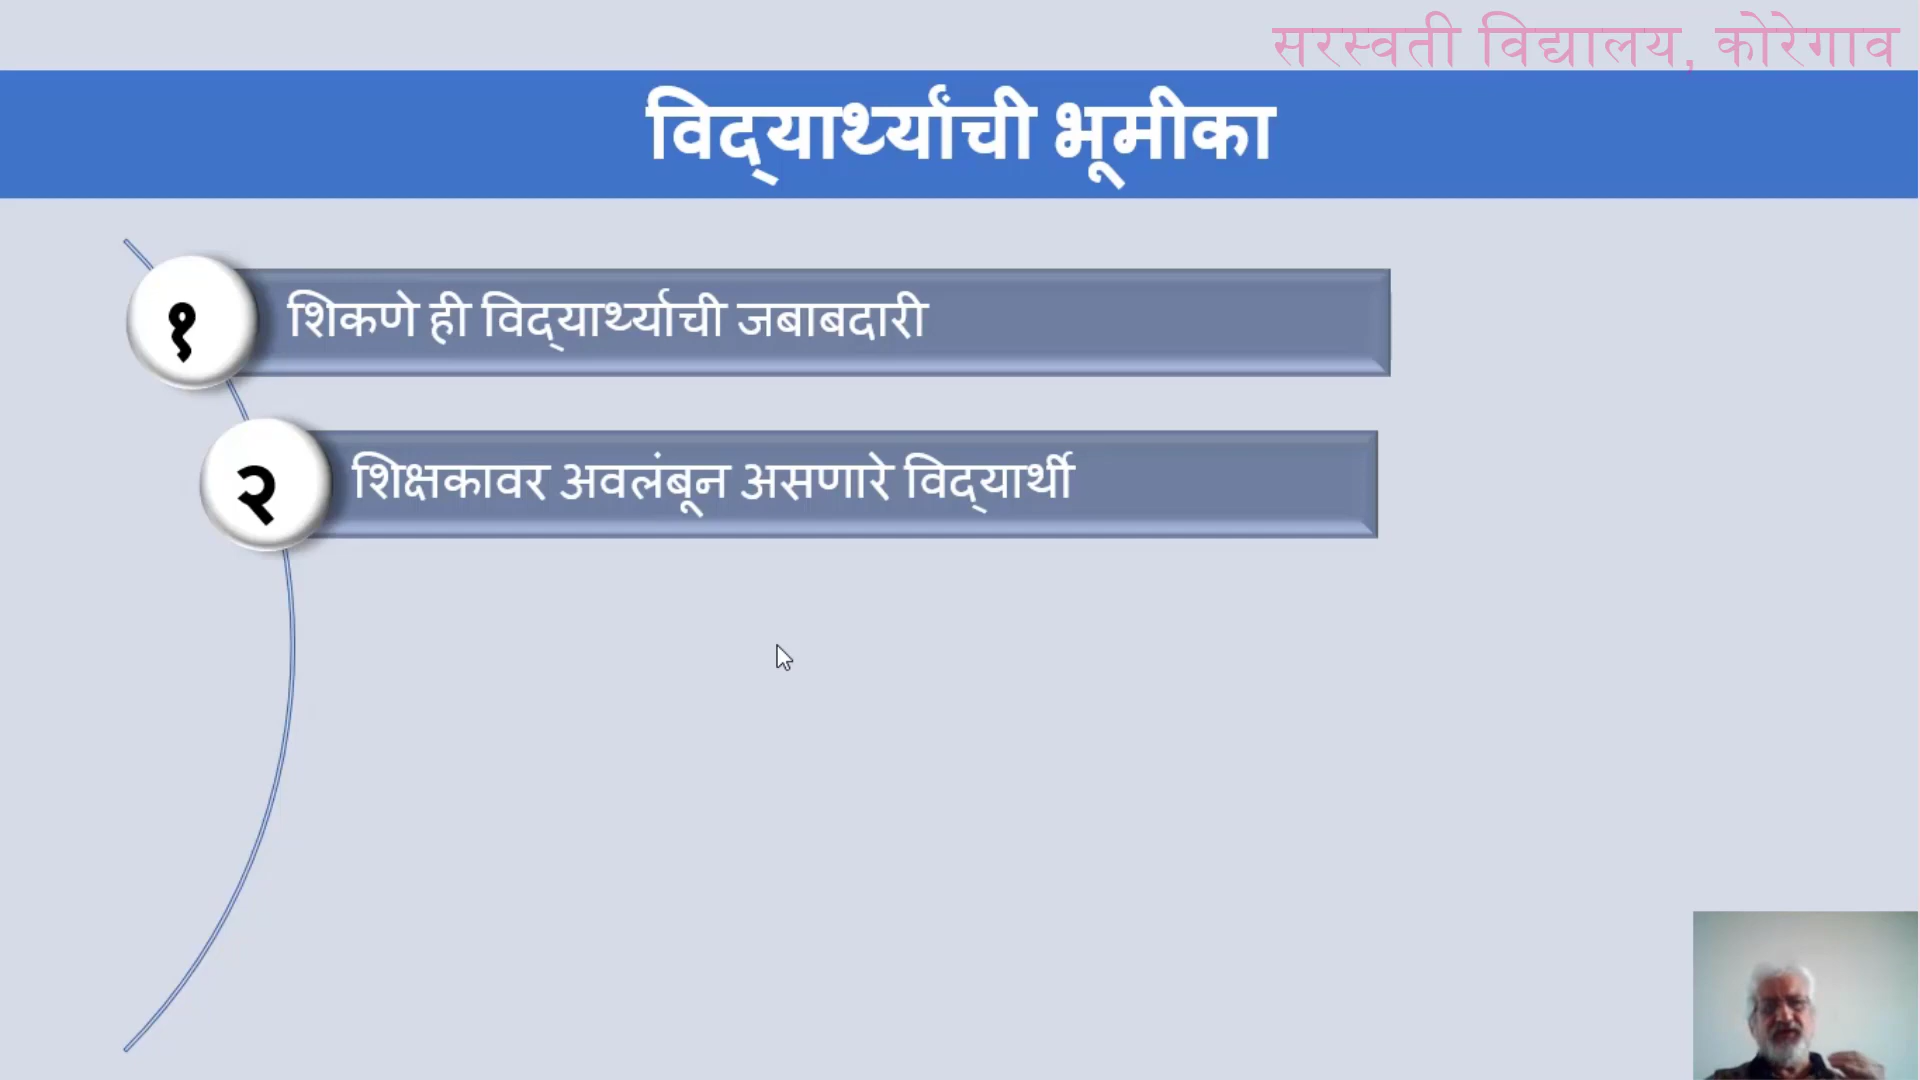 सरस्वती विद्यालय, कोरेगाव
विद्‌यार्थ्यांची भूमीका
१ शिकणे ही विद्‌यार्थ्याची जबाबदारी
२ शिक्षकावर अवलंबून असणारे विद्‌यार्थी